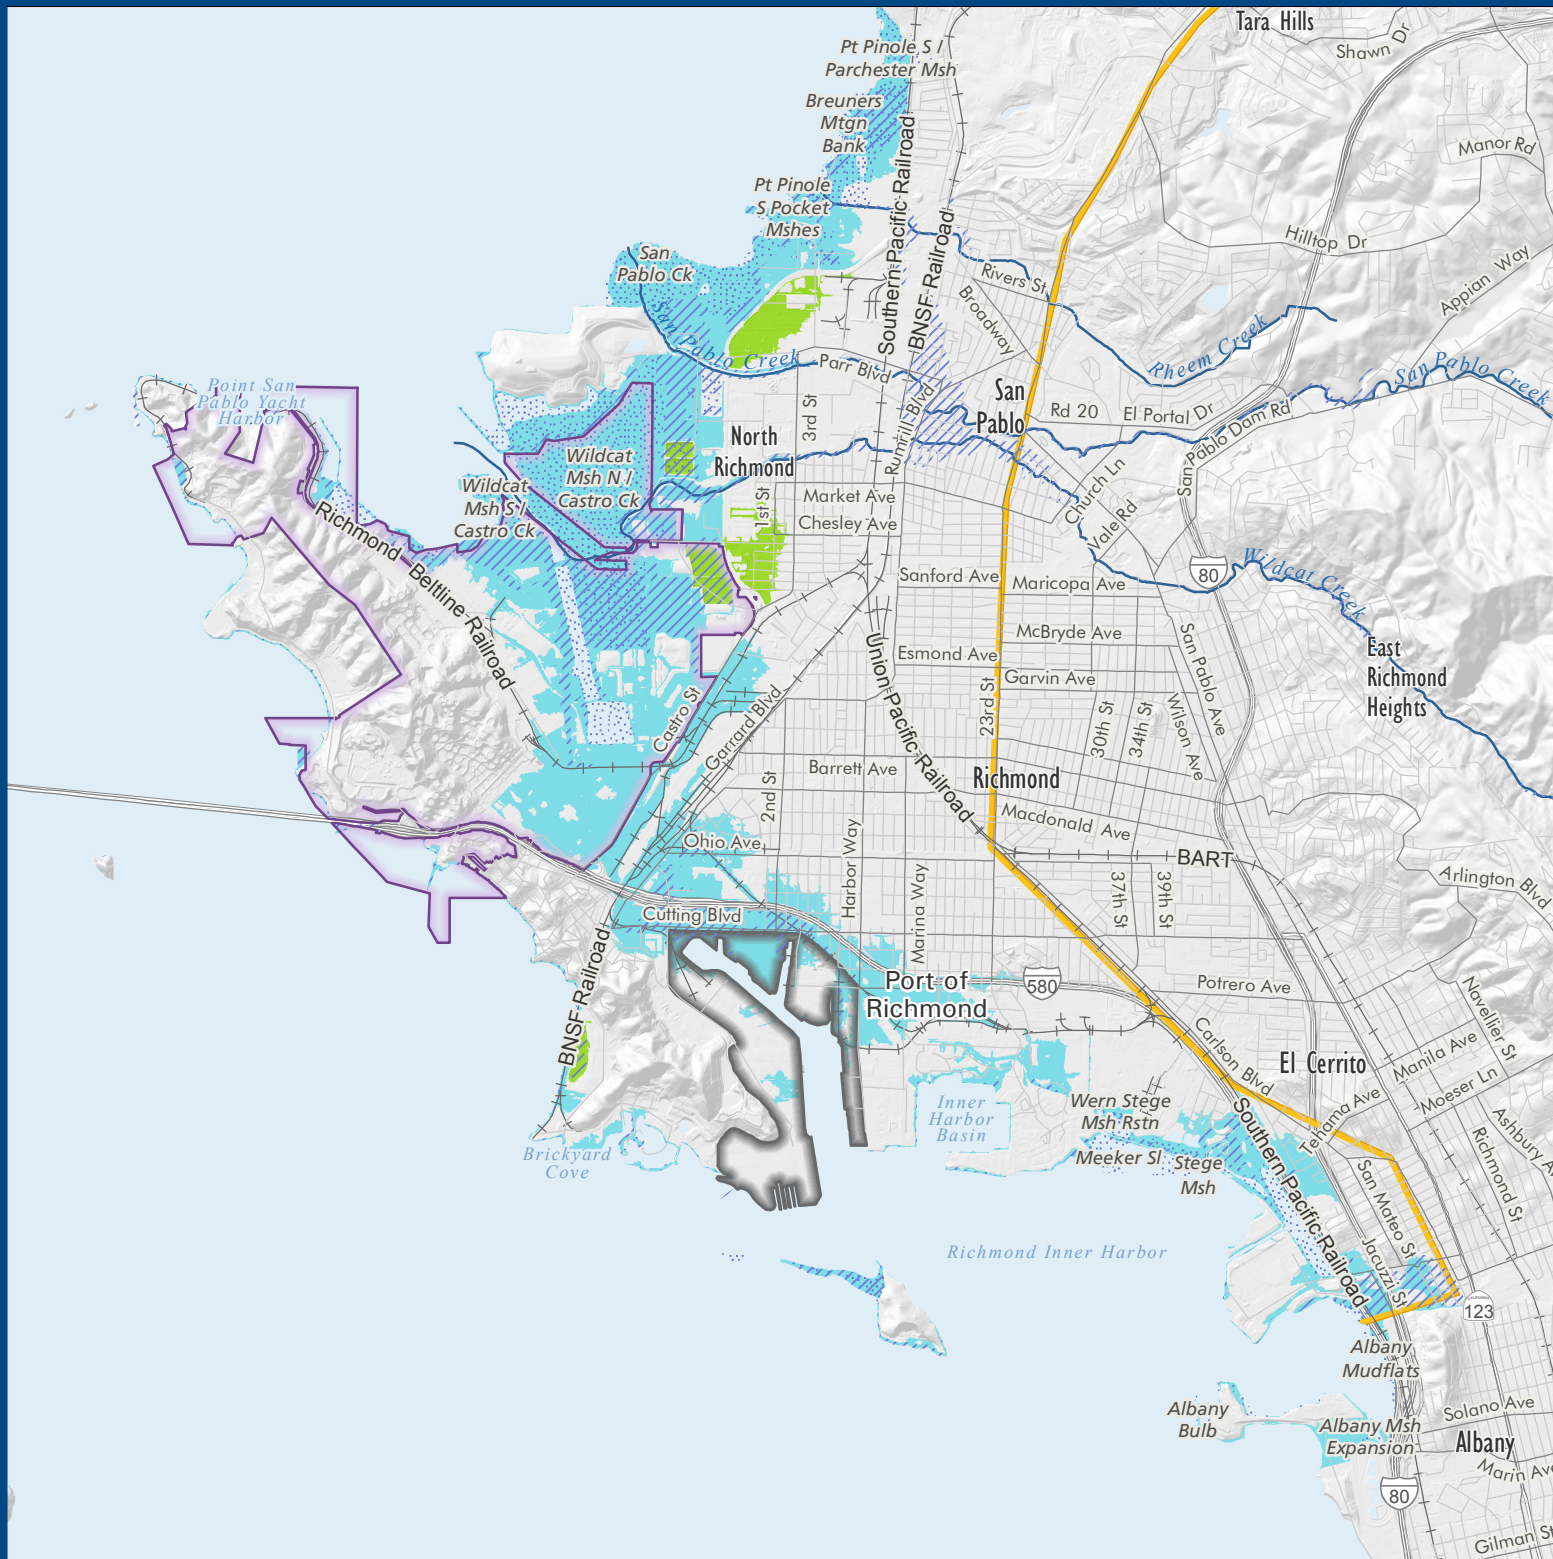 Tara Hills
Shawn Dr
Pt Pinole S /
Parchester Msh
Breuners
Mtgn
Bank
Manor Rd
Southern Pacific Railroad
Pt Pinole
S Pocket
Mshes
BNSF Railroad
Hilltop Dr
San
Pablo Ck
Rivers St
Appian Way
Broadway
San Pablo Creek
Parr Blvd
Rheem Creek
San Pablo Creek
Point San
Pablo Yacht
Harbor
San
Pablo
Rd 20
El Portal Dr
San Pablo Dam Rd
3rd St
Rumrill Blvd
North
Richmond
Wildcat
Msh N /
Castro Ck
Wildcat
Msh S /
Castro Ck
Church Ln
Market Ave
1st St
Chesley Ave
Vale Rd
Richmond Beltline Railroad
80
Wildcat Creek
Sanford Ave
Maricopa Ave
McBryde Ave
Esmond Ave
Garvin Ave
San Pablo Ave
East
Richmond
Heights
Union Pacific Railroad
23rd St
30th St
34th St
Wilson Ave
Castro St
Garrard Blvd
Barrett Ave
Richmond
2nd St
Macdonald Ave
Ohio Ave
Harbor Way
Marina Way
BART
37th St
39th St
Arlington Blvd
Cutting Blvd
BNSF Railroad
Port of
Richmond
580
Potrero Ave
Navellier St
Carlson Blvd
El Cerrito
Manila Ave
Moeser Ln
Tehama Ave
Ashbury Av
Richmond St
Inner
Harbor
Basin
Wern Stege
Msh Rstn
Meeker Sl
Stege
Msh
Brickyard
Cove
Southern Pacific Railroad
San Mateo St
Jacuzzi St
Richmond Inner Harbor
CALIFORNIA
123
Albany
Mudflats
Albany
Bulb
Albany Msh
Expansion
Solano Ave
Albany
Marin Ave
80
Gilman St